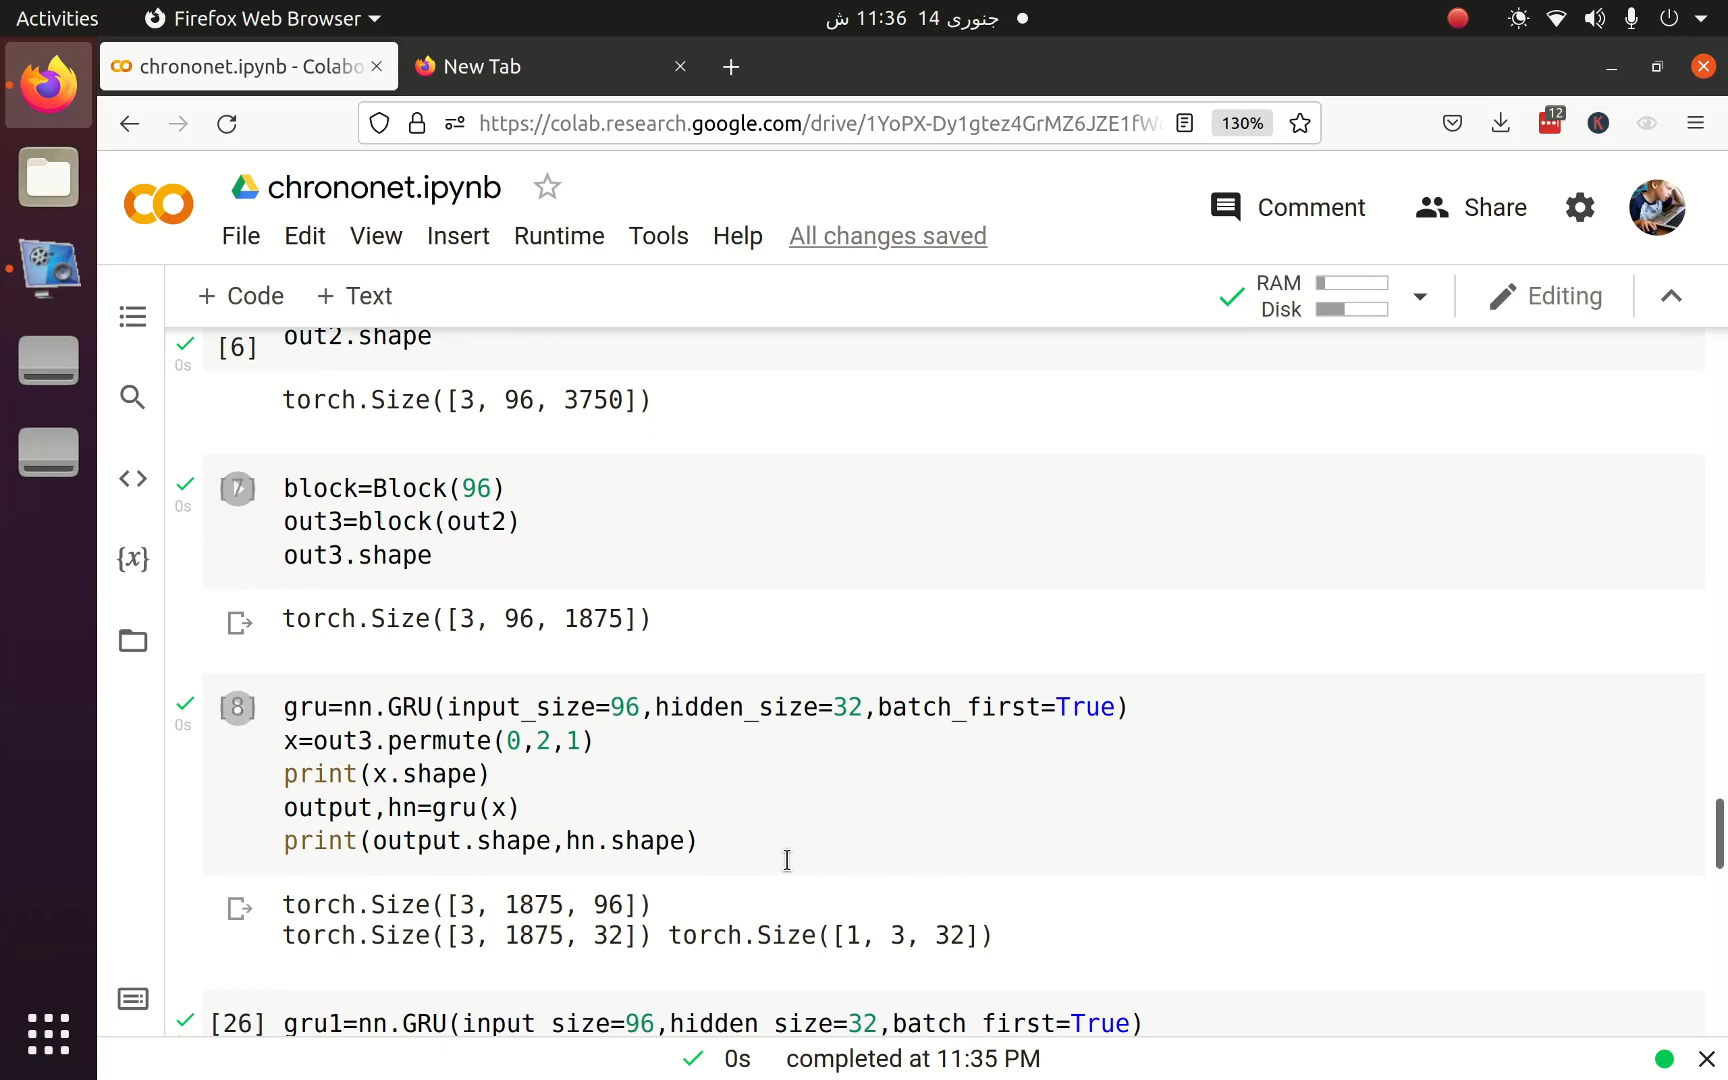 Activities
Firefox Web Browser
جنوری 14  11:36 ش
chrononet.ipynb - Colabo
New Tab
https://colab.research.google.com/drive/1YoPX-Dy1gtez4GrMZ6JZE1fW
130%
12
K
chrononet.ipynb
Comment
Share
File Edit View Insert Runtime Tools Help All changes saved
+ Code + Text
RAM
Disk
Editing
out2.shape
[6]
0s
torch.Size([3, 96, 3750])
[7] block=Block(96)
0s
out3=block(out2)
out3.shape
torch.Size([3, 96, 1875])
[8] gru=nn.GRU(input_size=96,hidden_size=32,batch_first=True)
0s
x=out3.permute(0,2,1)
print(x.shape)
output,hn=gru(x)
print(output.shape,hn.shape)
torch.Size([3, 1875, 96])
torch.Size([3, 1875, 32]) torch.Size([1, 3, 32])
[26] gru1=nn.GRU(input_size=96,hidden_size=32,batch_first=True)
0s completed at 11:35 PM